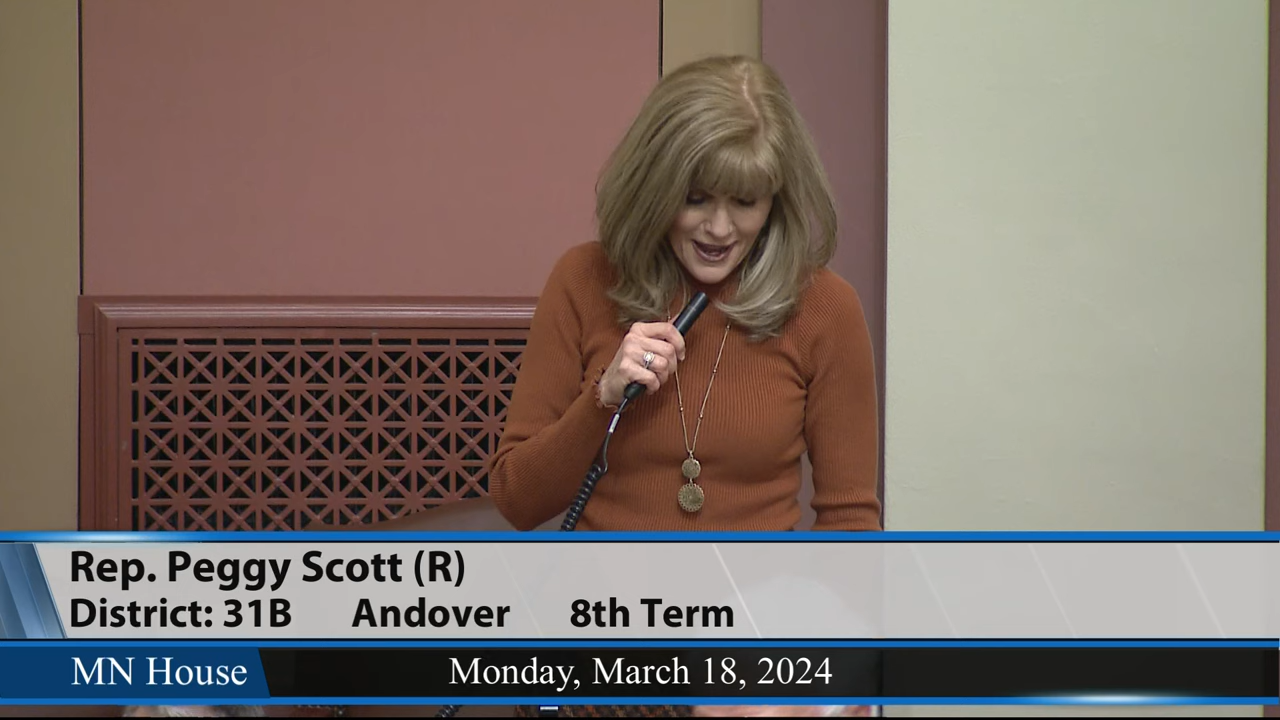 Rep. Peggy Scott (R)
District: 31B Andover 8th Term
MN House Monday, March 18, 2024